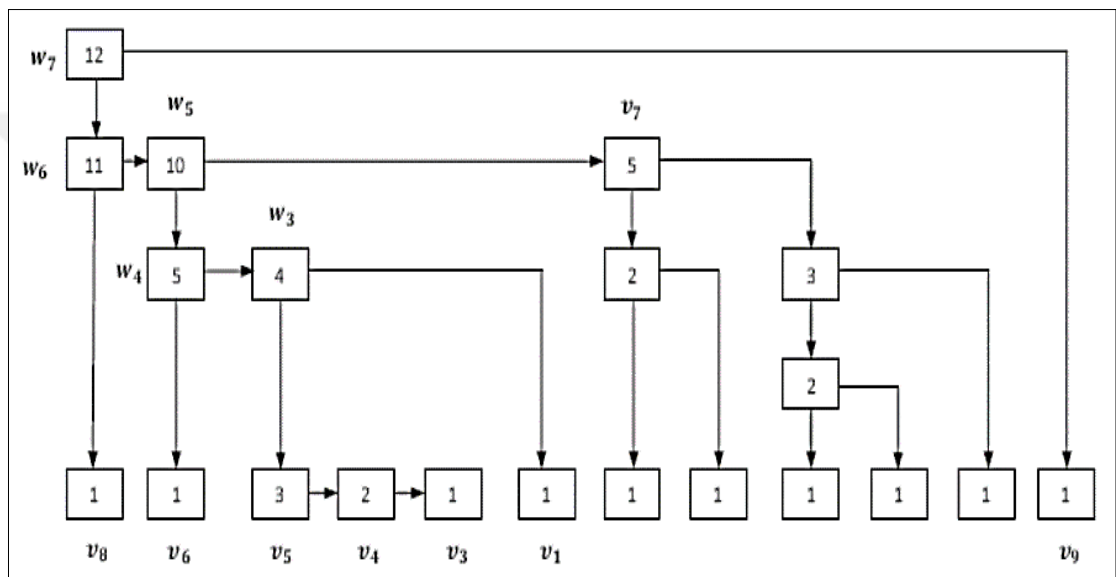 w₇ 12
w₅ v₇
w₆ 11 10 5
w₃
w₄ 5 4 2 3
2
1 1 3 2 1 1 1 1 1 1 1 1
v₈ v₆ v₅ v₄ v₃ v₁ v₉